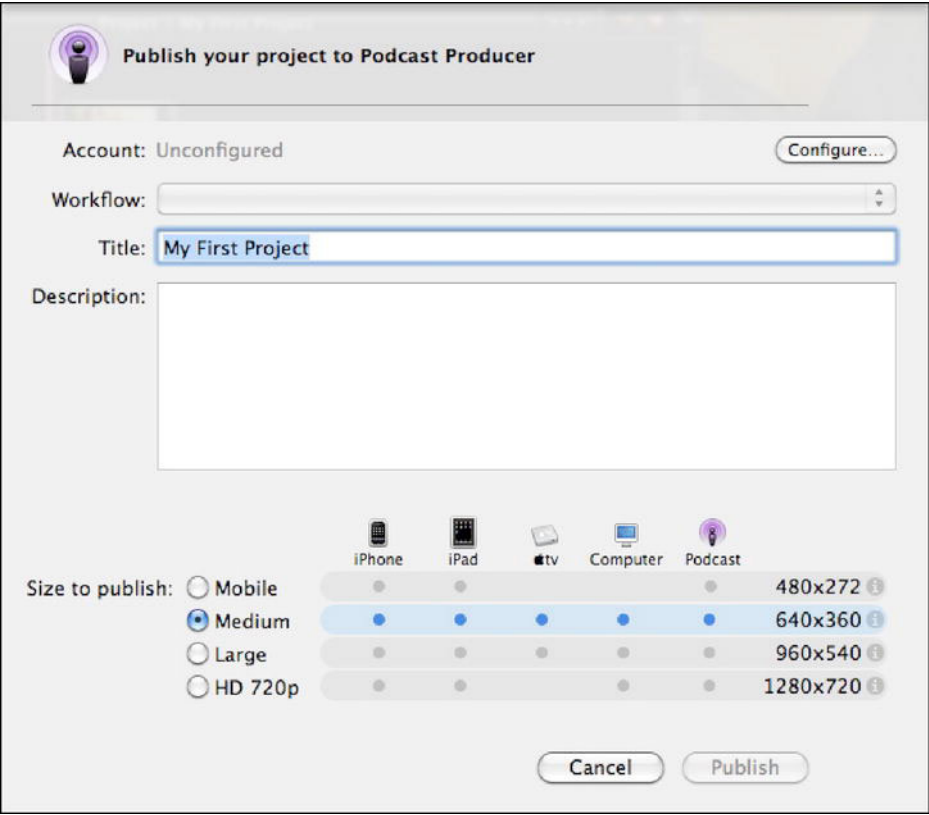 Publish your project to Podcast Producer
Account: Unconfigured Configure...
Workflow:
Title: My First Project
Description:
iPhone iPad tv Computer Podcast
Size to publish: Mobile 480x272
Medium 640x360
Large 960x540
HD 720p 1280x720
Cancel Publish